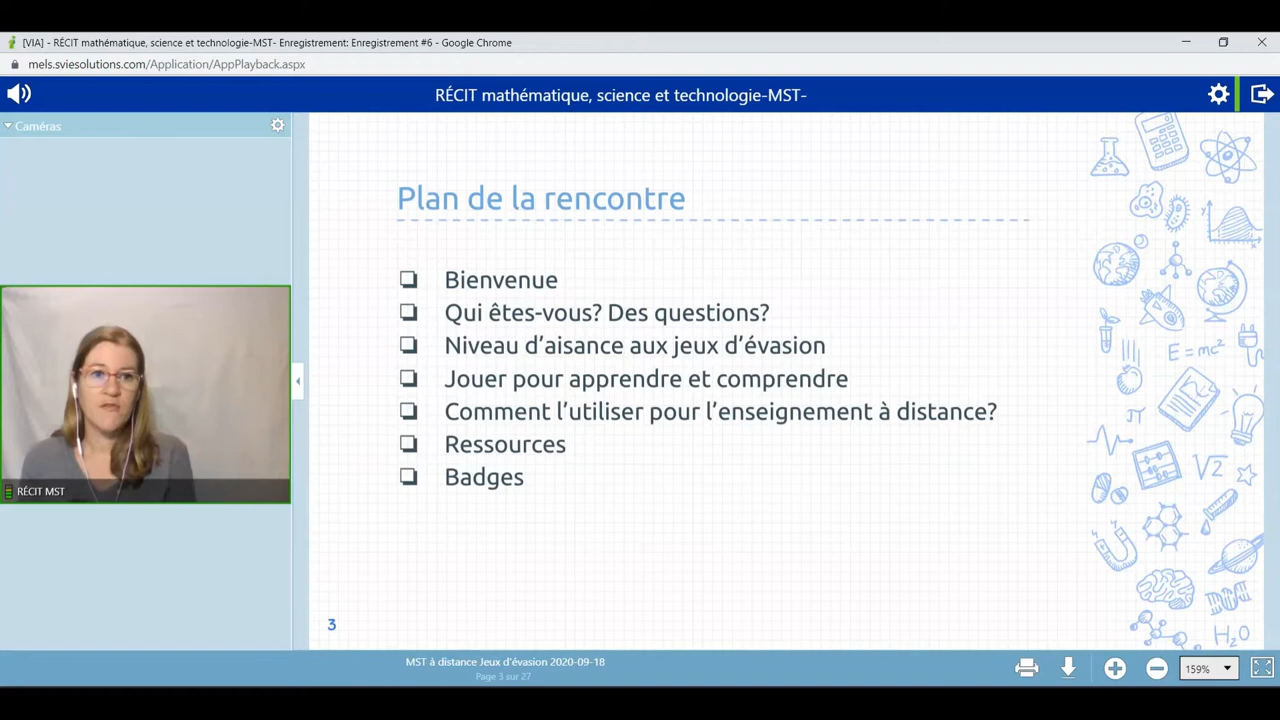 [VIA] - RÉCIT mathématique, science et technologie-MST- Enregistrement: Enregistrement #6 - Google Chrome
mels.sviesolutions.com/Application/AppPlayback.aspx
RÉCIT mathématique, science et technologie-MST-
Caméras
Plan de la rencontre
Bienvenue
Qui êtes-vous? Des questions?
Niveau d'aisance aux jeux d'évasion
Jouer pour apprendre et comprendre
Comment l'utiliser pour l'enseignement à distance?
Ressources
Badges
E=mc²
π
√2
H₂O
RÉCIT MST
3
MST à distance Jeux d'évasion 2020-09-18
Page 3 sur 27
159%